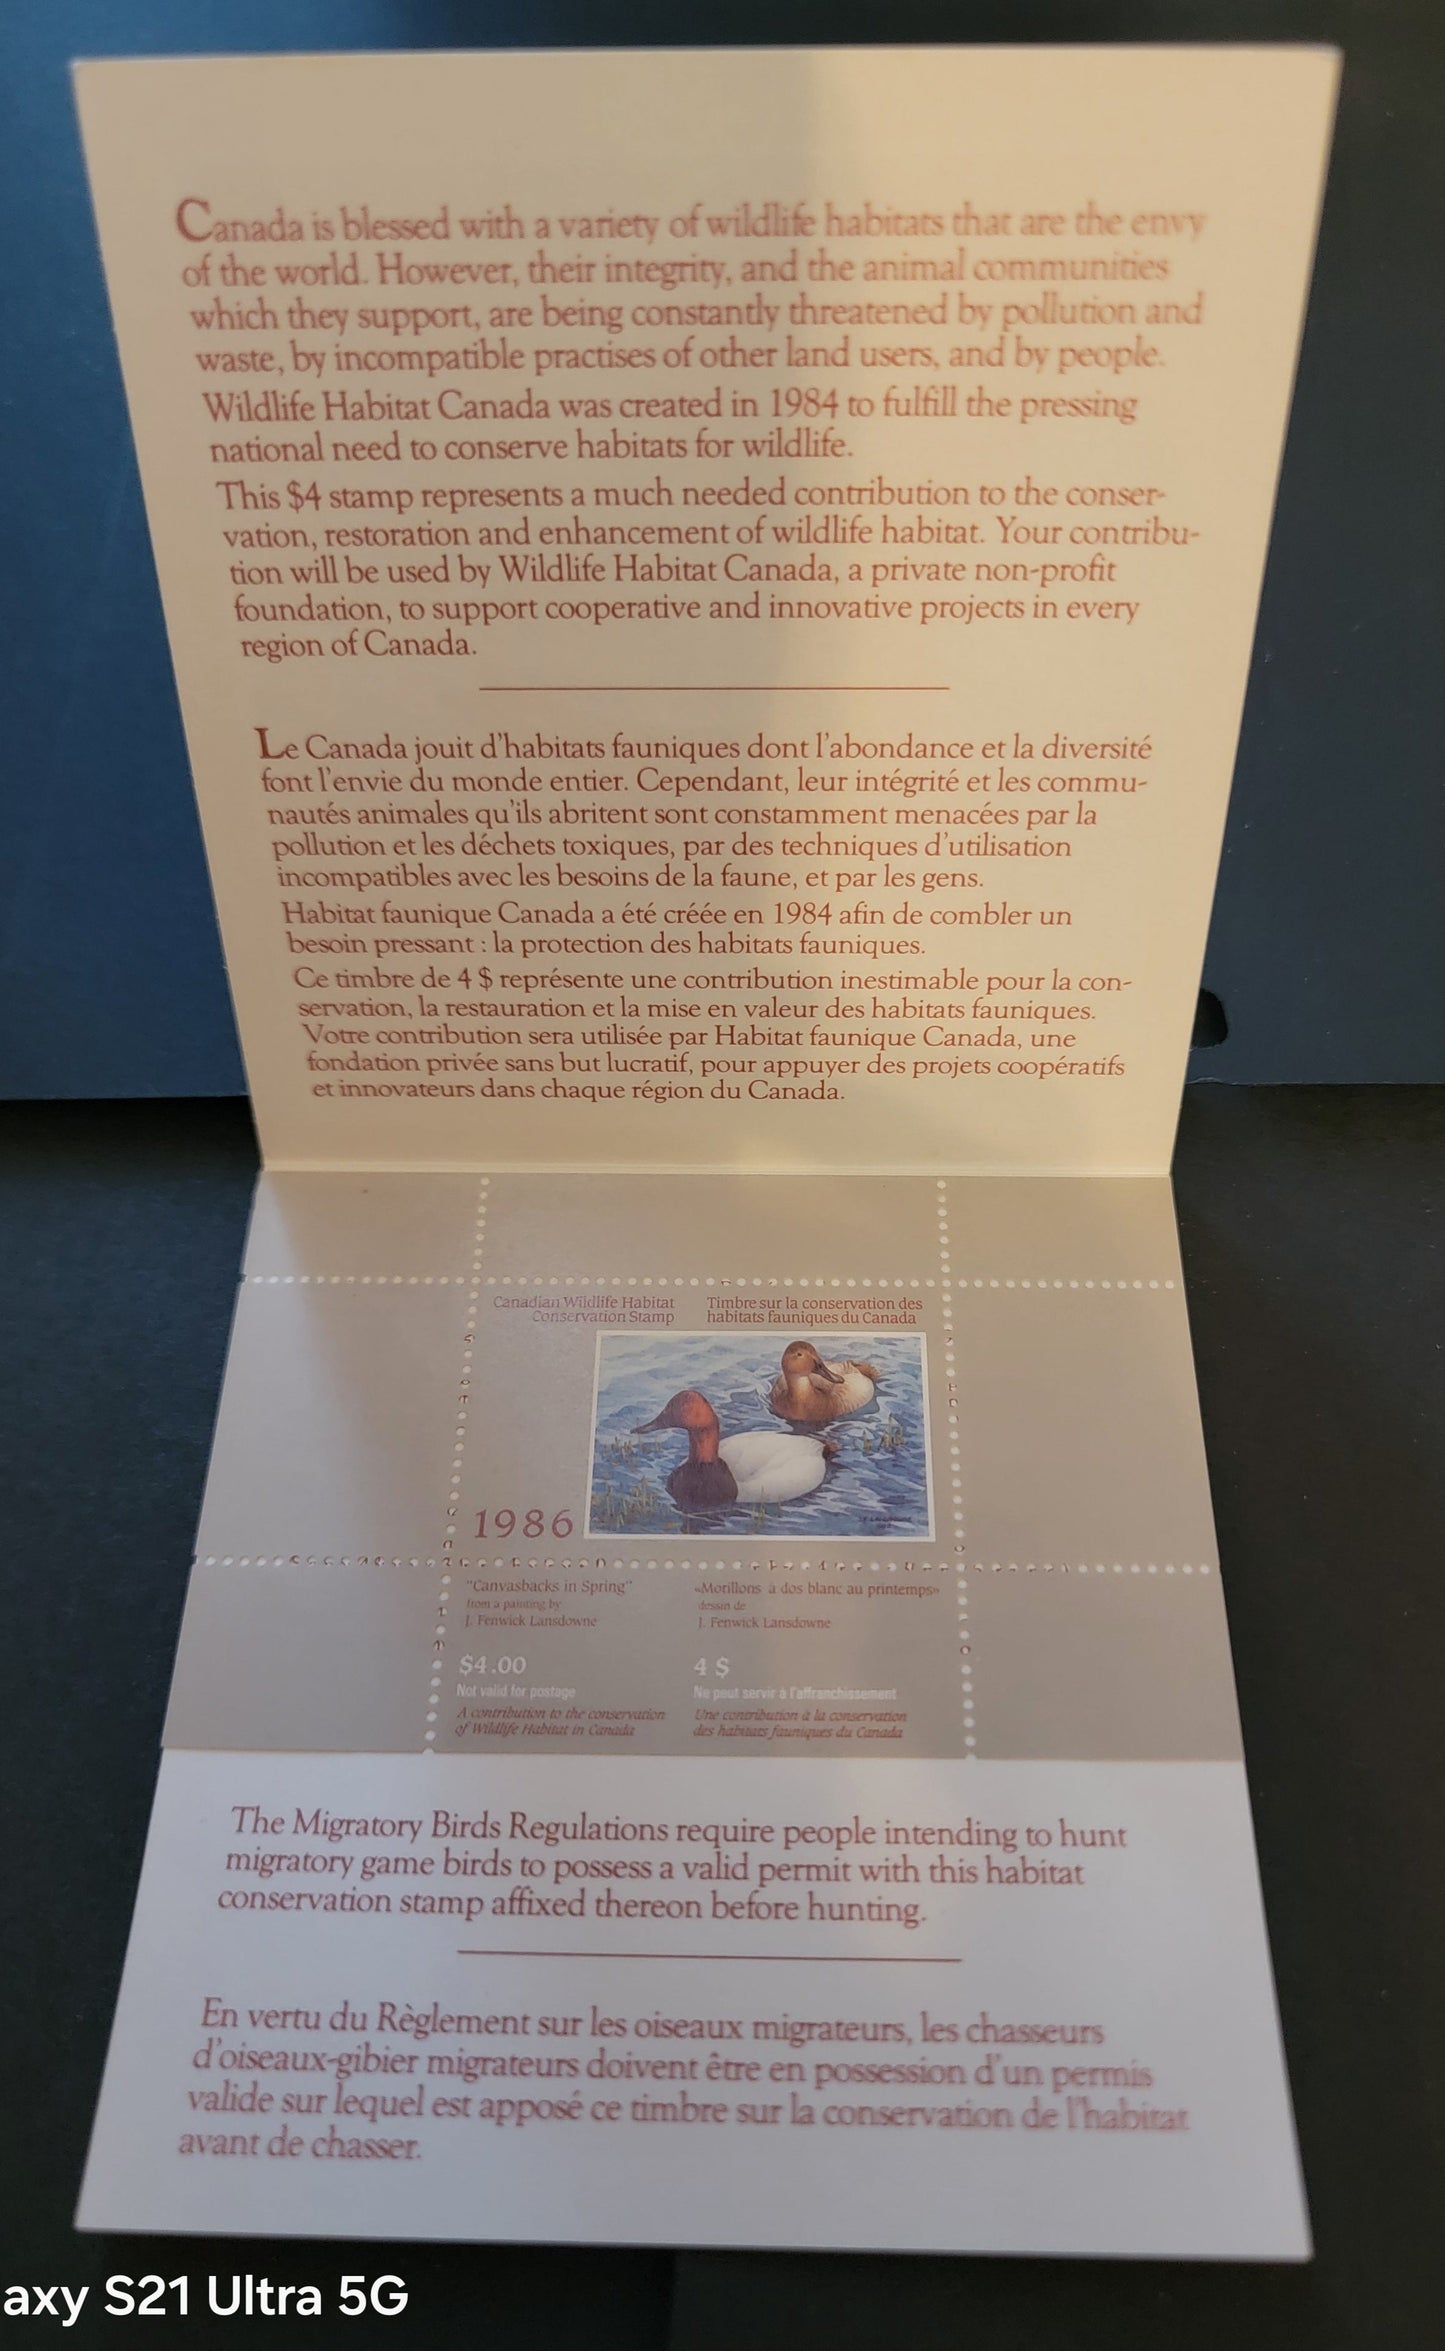 Canada is blessed with a variety of wildlife habitats that are the envy
of the world. However, their integrity, and the animal communities
which they support, are being constantly threatened by pollution and
waste, by incompatible practises of other land users, and by people.
Wildlife Habitat Canada was created in 1984 to fulfill the pressing
national need to conserve habitats for wildlife.
This $4 stamp represents a much needed contribution to the conser-
vation, restoration and enhancement of wildlife habitat. Your contribu-
tion will be used by Wildlife Habitat Canada, a private non-profit
foundation, to support cooperative and innovative projects in every
region of Canada.
Le Canada jouit d'habitats fauniques dont l'abondance et la diversité
font l'envie du monde entier. Cependant, leur intégrité et les commu-
nautés animales qu'ils abritent sont constamment menacées par la
pollution et les déchets toxiques, par des techniques d'utilisation
incompatibles avec les besoins de la faune, et par les gens.
Habitat faunique Canada a été créée en 1984 afin de combler un
besoin pressant : la protection des habitats fauniques.
Ce timbre de 4 $ représente une contribution inestimable pour la con-
servation, la restauration et la mise en valeur des habitats fauniques.
Votre contribution sera utilisée par Habitat faunique Canada, une
fondation privée sans but lucratif, pour appuyer des projets coopératifs
et innovateurs dans chaque région du Canada.
Canadian Wildlife Habitat
Conservation Stamp
Timbre sur la conservation des
habitats fauniques du Canada
1986
"Canvasbacks in Spring"
from a painting by
J. Fenwick Lansdowne
«Morillons à dos blanc au printemps»
dessin de
J. Fenwick Lansdowne
$4.00
Not valid for postage
A contribution to the conservation
of Wildlife Habitat in Canada
4 $
Ne peut servir à l'affranchissement
Une contribution à la conservation
des habitats fauniques du Canada
The Migratory Birds Regulations require people intending to hunt
migratory game birds to possess a valid permit with this habitat
conservation stamp affixed thereon before hunting.
En vertu du Règlement sur les oiseaux migrateurs, les chasseurs
d'oiseaux-gibier migrateurs doivent être en possession d'un permis
valide sur lequel est apposé ce timbre sur la conservation de l'habitat
avant de chasser.
axy S21 Ultra 5G